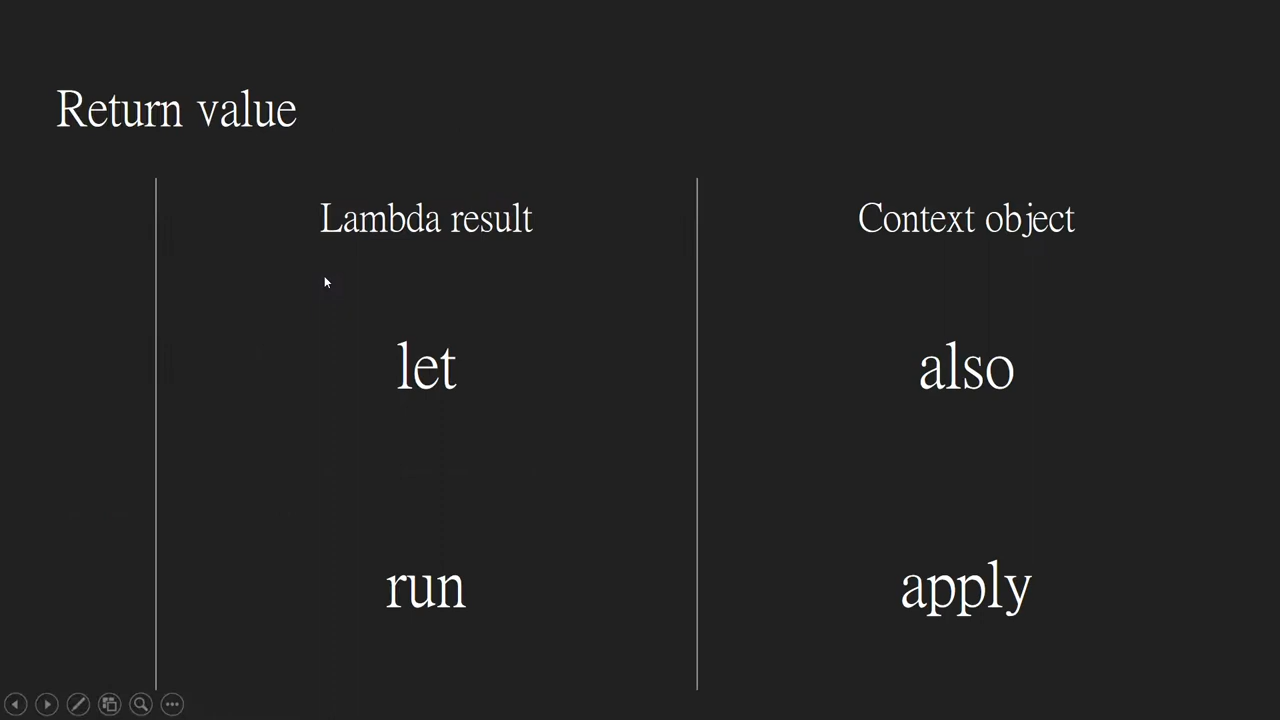 Return value
Lambda result
Context object
let
also
run
apply